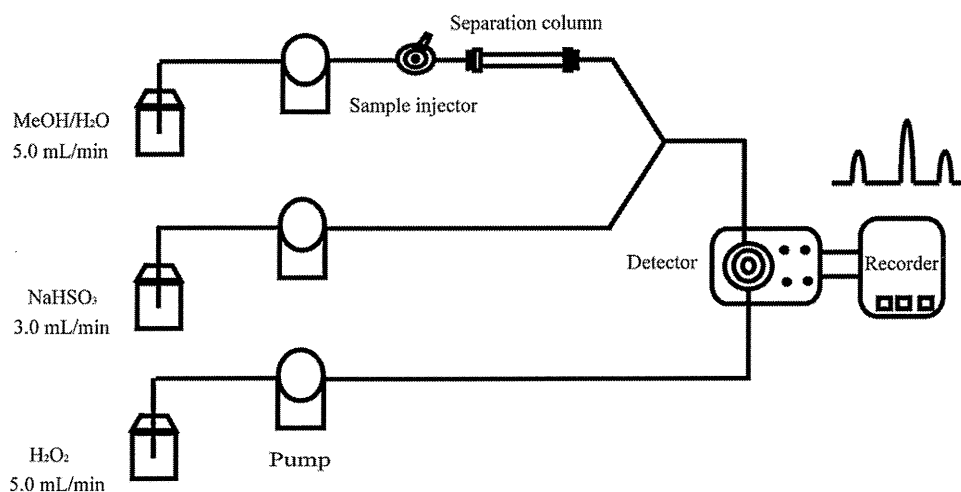 Separation column
Sample injector
MeOH/H₂O
5.0 mL/min
Detector
Recorder
NaHSO₃
3.0 mL/min
Pump
H₂O₂
5.0 mL/min